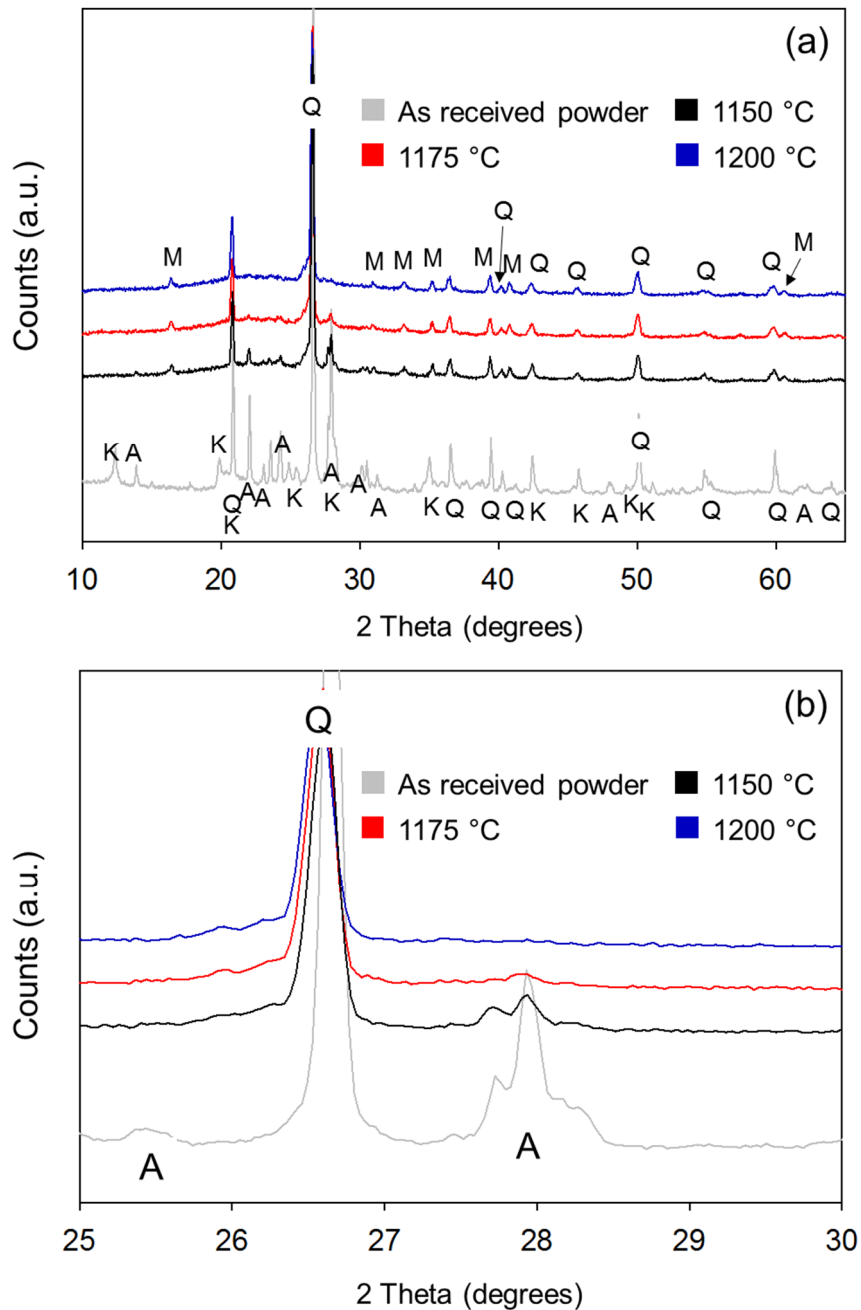 (a)
Q
As received powder
1150 °C
1175 °C
1200 °C
Q
M M M M M M Q Q Q Q Q M
Counts (a.u.)
K A K A Q
Q K A A K A K A A K Q Q Q K K A K K Q Q A Q
10 20 30 40 50 60
2 Theta (degrees)
(b)
Q
As received powder
1150 °C
1175 °C
1200 °C
Counts (a.u.)
A A
25 26 27 28 29 30
2 Theta (degrees)